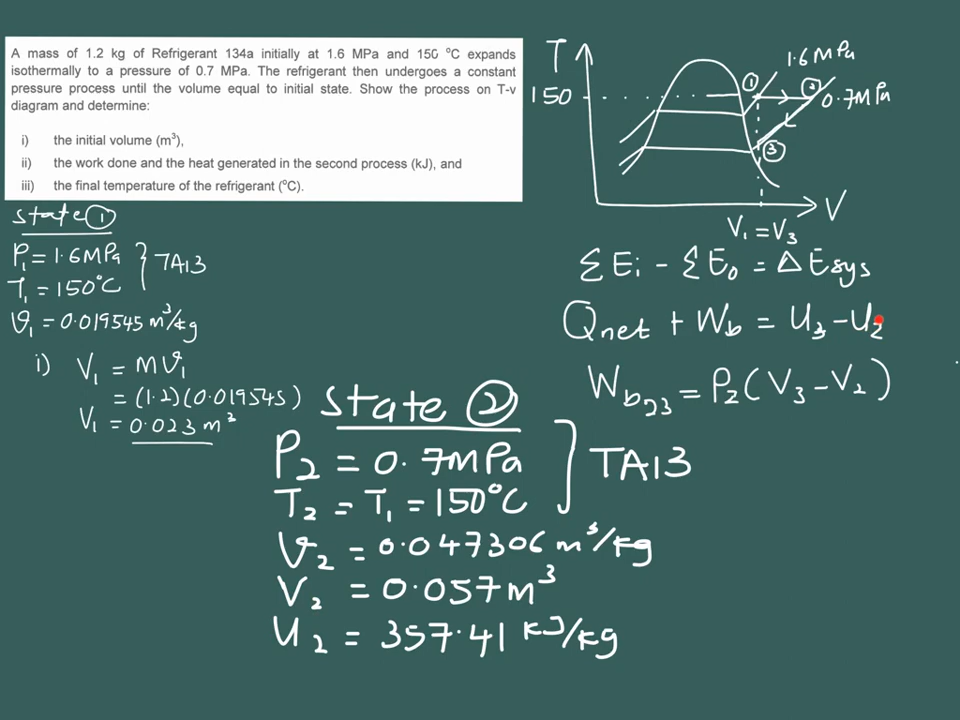 A mass of 1.2 kg of Refrigerant 134a initially at 1.6 MPa and 150 °C expands
isothermally to a pressure of 0.7 MPa. The refrigerant then undergoes a constant
pressure process until the volume equal to initial state. Show the process on T-v
diagram and determine:
i) the initial volume (m³),
ii) the work done and the heat generated in the second process (kJ), and
iii) the final temperature of the refrigerant (°C).
T
150
① ②
③
1.6 MPa
0.7 MPa
V
V₁ = V₃
State ①
P₁ = 1.6 MPa
T₁ = 150°C
} TA13
ϑ₁ = 0.019545 m³/kg
i) V₁ = mϑ₁
= (1.2)(0.019545)
V₁ = 0.023 m³
ΣEi - ΣEo = ΔEsys
Qnet + Wb = U₃ - U₂
Wb₂₃ = P₂(V₃ - V₂)
State ②
P₂ = 0.7 MPa
T₂ = T₁ = 150°C
} TA13
ϑ₂ = 0.047306 m³/kg
V₂ = 0.057 m³
u₂ = 357.41 kJ/kg